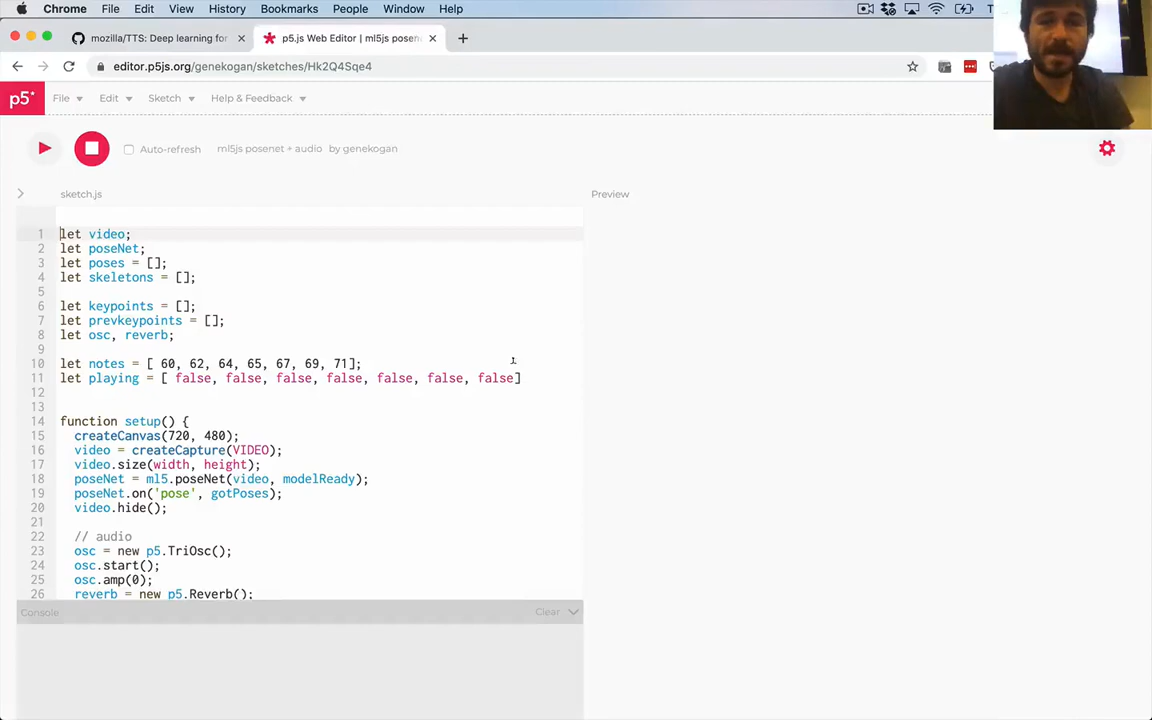 Chrome File Edit View History Bookmarks People Window Help
mozilla/TTS: Deep learning for
p5.js Web Editor | ml5js posen
editor.p5js.org/genekogan/sketches/Hk2Q4Sqe4
p5* File Edit Sketch Help & Feedback
Auto-refresh ml5js posenet + audio by genekogan
sketch.js
Preview
1 let video;
2 let poseNet;
3 let poses = [];
4 let skeletons = [];
5
6 let keypoints = [];
7 let prevkeypoints = [];
8 let osc, reverb;
9
10 let notes = [ 60, 62, 64, 65, 67, 69, 71];
11 let playing = [ false, false, false, false, false, false, false]
12
13
14 function setup() {
15 createCanvas(720, 480);
16 video = createCapture(VIDEO);
17 video.size(width, height);
18 poseNet = ml5.poseNet(video, modelReady);
19 poseNet.on('pose', gotPoses);
20 video.hide();
21
22 // audio
23 osc = new p5.TriOsc();
24 osc.start();
25 osc.amp(0);
26 reverb = new p5.Reverb();
Console
Clear